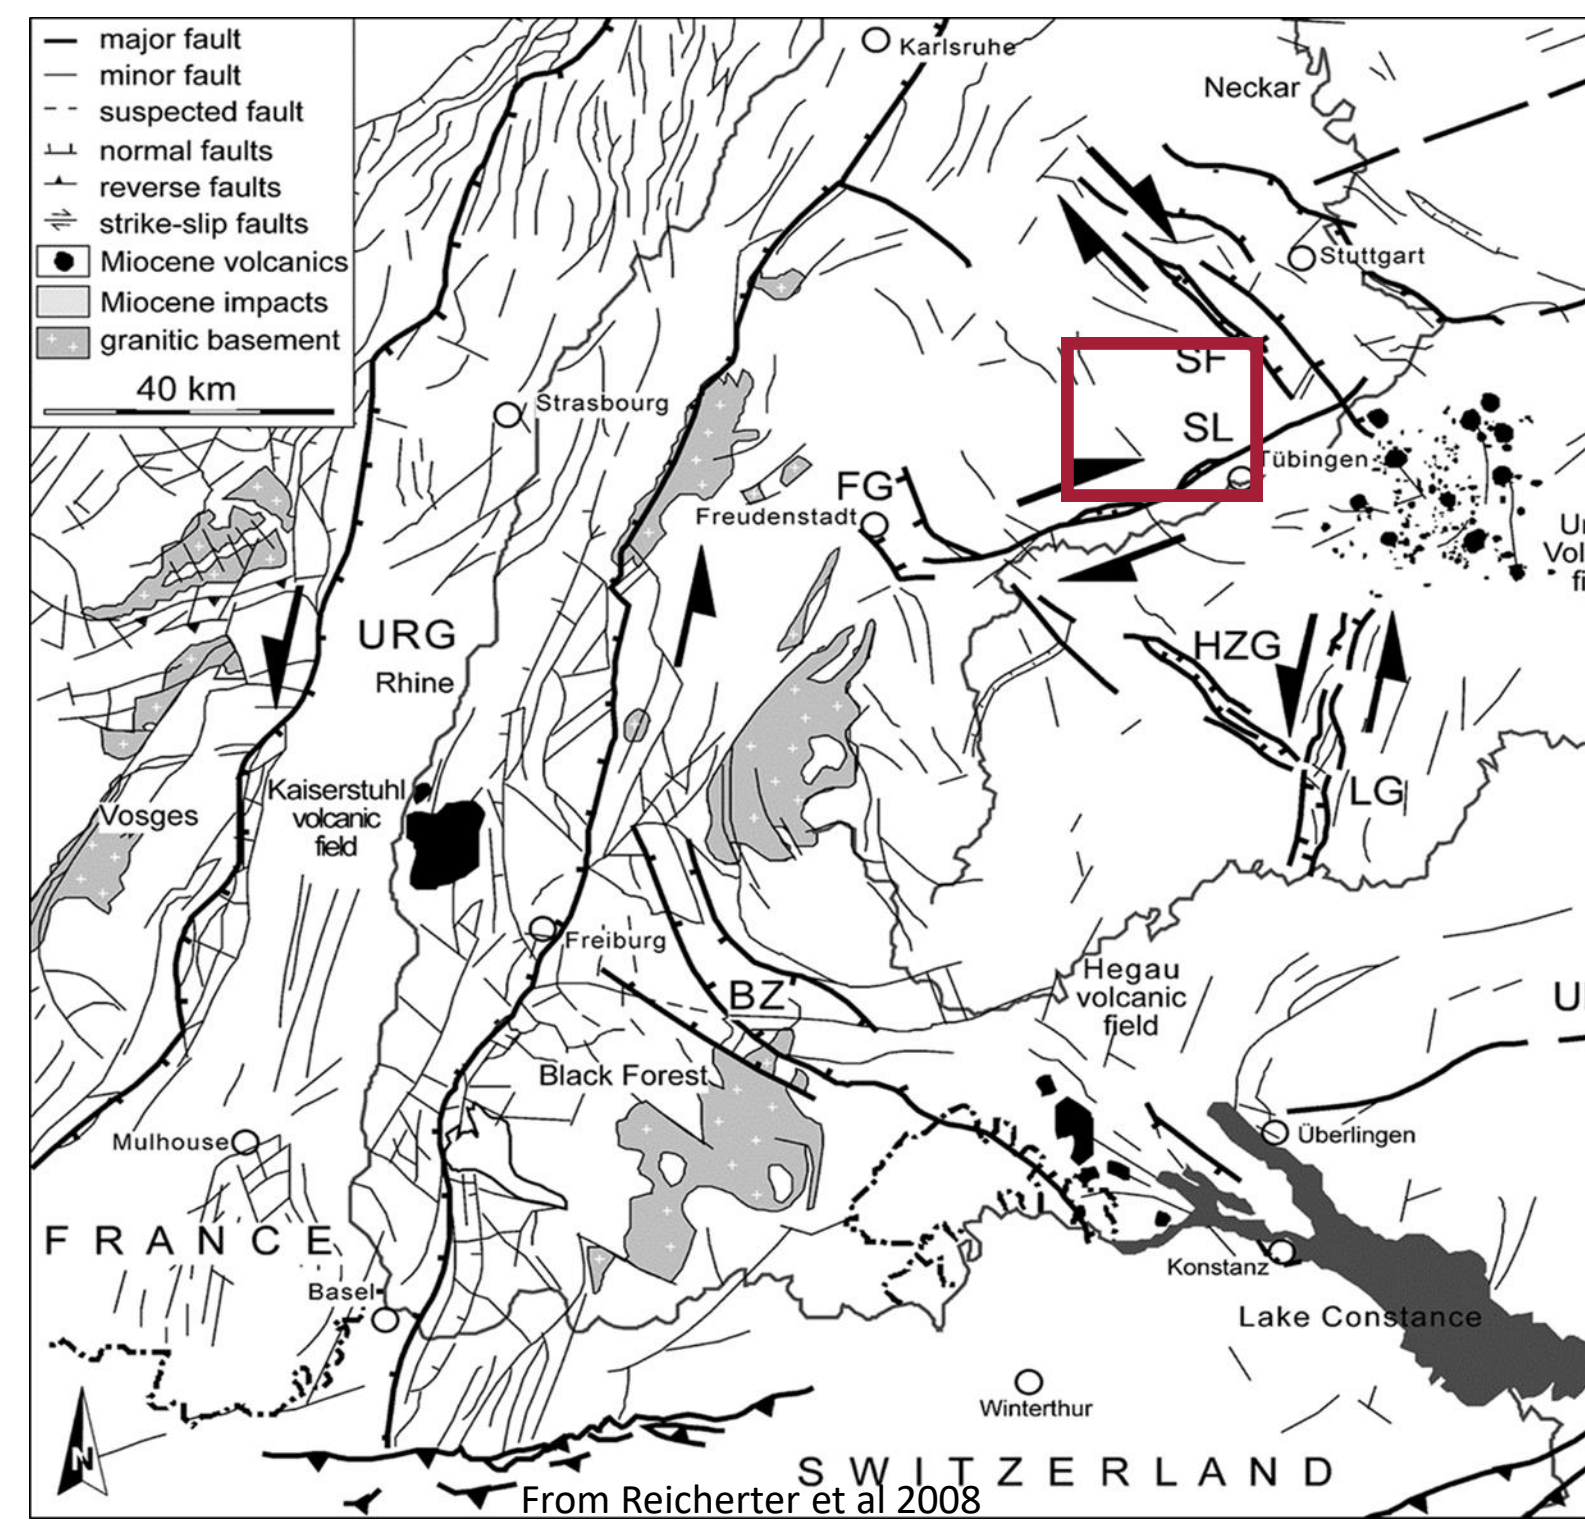 major fault
minor fault
suspected fault
normal faults
reverse faults
strike-slip faults
Miocene volcanics
Miocene impacts
granitic basement
40 km
Karlsruhe
Neckar
Stuttgart
SF
Strasbourg
SL
Tübingen
FG
Freudenstadt
Ur
Vol
fi
URG
Rhine
HZG
Kaiserstuhl
volcanic
field
Vosges
LG
Freiburg
BZ
Hegau
volcanic
field
U
Black Forest
Mulhouse
Überlingen
FRANCE
Konstanz
Basel
Lake Constance
Winterthur
N
SWITZERLAND
From Reicherter et al 2008